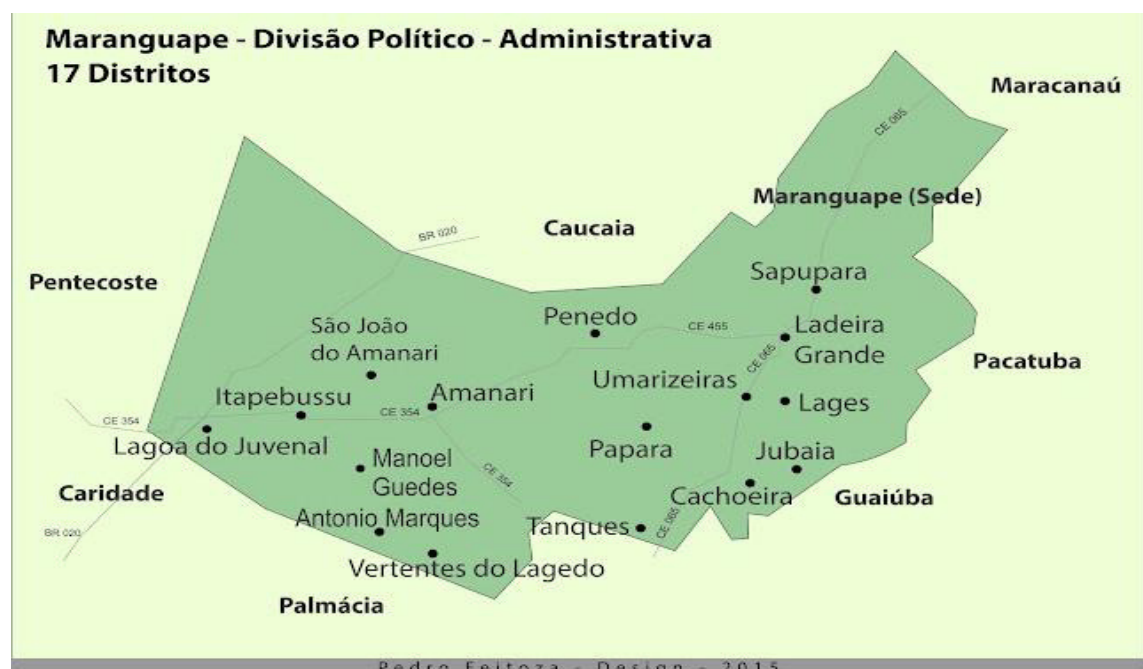 Maranguape - Divisão Político - Administrativa
17 Distritos
Maracanaú
CE 065
Maranguape (Sede)
Caucaia
BR 020
Pentecoste
Sapupara
Penedo
CE 455
Ladeira
Grande
Pacatuba
São João
do Amanari
CE 065
Umarizeiras
Itapebussu
Amanari
Lages
CE 354
CE 354
Lagoa do Juvenal
Papara
Jubaia
Manoel
Guedes
CE 354
Caridade
Cachoeira
Guaiúba
Antonio Marques
Tanques
CE 065
BR 020
Vertentes do Lagedo
Palmácia
Pedro Feitoza - Design - 2015